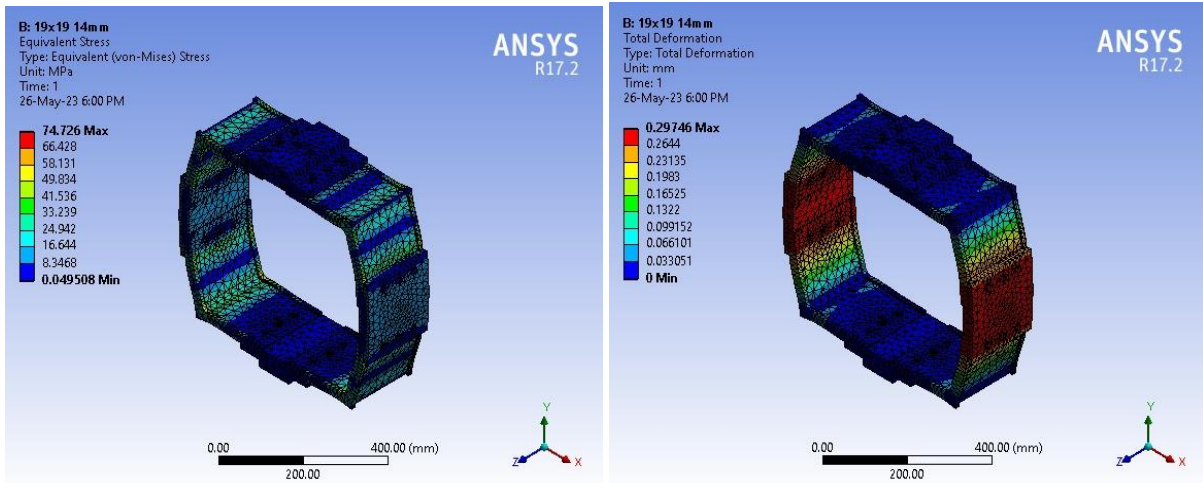 B: 19x19 14mm
Equivalent Stress
Type: Equivalent (von-Mises) Stress
Unit: MPa
Time: 1
26-May-23 6:00 PM
ANSYS
R17.2
74.726 Max
66.428
58.131
49.834
41.536
33.239
24.942
16.644
8.3468
0.049508 Min
0.00
400.00 (mm)
200.00
Y
Z
X
B: 19x19 14mm
Total Deformation
Type: Total Deformation
Unit: mm
Time: 1
26-May-23 6:00 PM
ANSYS
R17.2
0.29746 Max
0.2644
0.23135
0.1983
0.16525
0.1322
0.099152
0.066101
0.033051
0 Min
0.00
400.00 (mm)
200.00
Y
Z
X